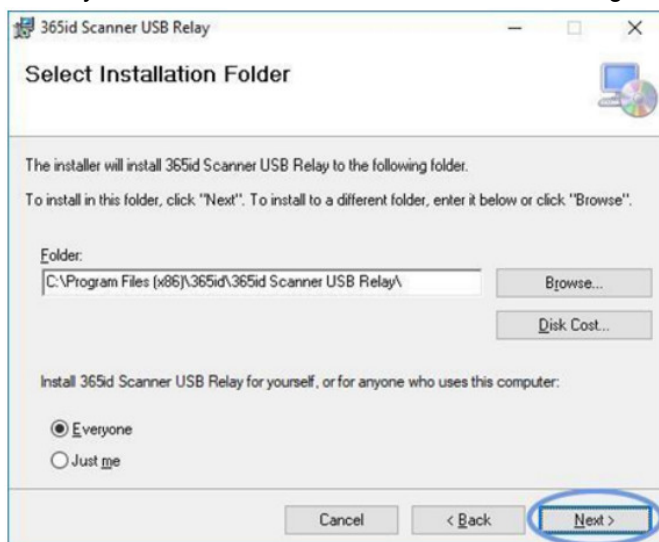 365id Scanner USB Relay
Select Installation Folder
The installer will install 365id Scanner USB Relay to the following folder.
To install in this folder, click "Next". To install to a different folder, enter it below or click "Browse".
Folder:
C:\Program Files (x86)\365id\365id Scanner USB Relay\
Browse...
Disk Cost...
Install 365id Scanner USB Relay for yourself, or for anyone who uses this computer:
Everyone
Just me
Cancel
< Back
Next >